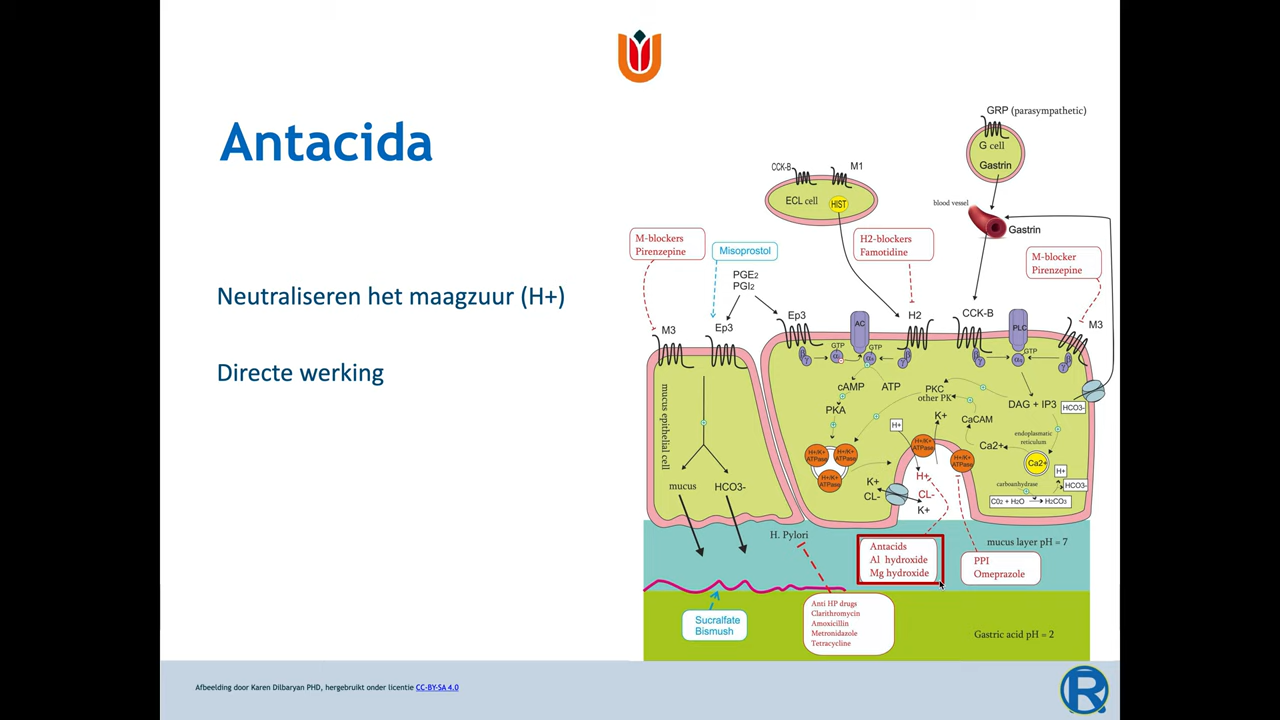 Antacida
Neutraliseren het maagzuur (H+)
Directe werking
GRP (parasympathetic)
G cell
Gastrin
blood vessel
Gastrin
CCK-B
M1
ECL cell
HIST
M-blockers
Pirenzepine
Misoprostol
H2-blockers
Famotidine
M-blocker
Pirenzepine
PGE2
PGI2
M3
Ep3
Ep3
AC
H2
CCK-B
PLC
M3
GTP
GTP
GTP
β
γ
αi
αs
β
γ
β
γ
αs
β
γ
cAMP
ATP
PKA
PKC
other PK
K+
CaCAM
DAG + IP3
HCO3-
H+
endoplasmatic
reticulum
Ca2+
Ca2+
H+/K+
ATPase
H+/K+
ATPase
H+/K+
ATPase
H+/K+
ATPase
H+/K+
ATPase
H+
HCO3-
carboanhydrase
C02 + H2O
H2CO3
mucus epithelial cell
mucus
HCO3-
K+
CL-
H+
CL-
K+
H. Pylori
Antacids
Al hydroxide
Mg hydroxide
mucus layer pH = 7
PPI
Omeprazole
Sucralfate
Bismush
Anti HP drugs
Clarithromycin
Amoxicillin
Metronidazole
Tetracycline
Gastric acid pH = 2
Afbeelding door Karen Dilbaryan PHD, hergebruikt onder licentie CC-BY-SA 4.0
R